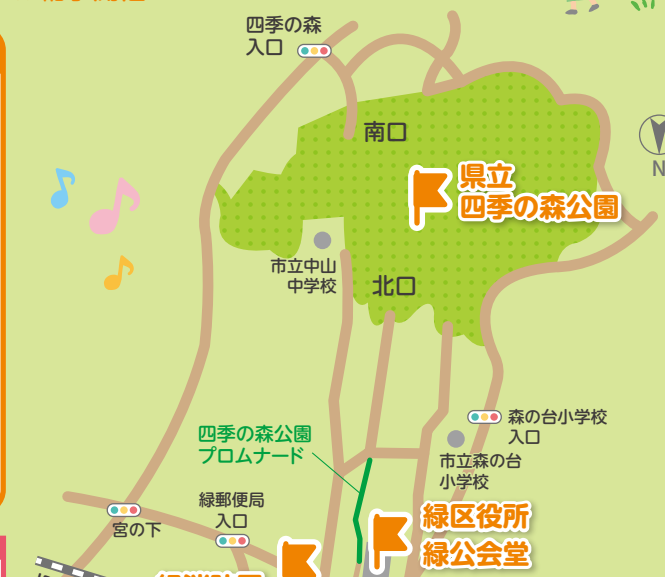 四季の森
入口
南口
県立
四季の森公園
N
市立中山
中学校
北口
森の台小学校
入口
四季の森公園
プロムナード
市立森の台
小学校
緑郵便局
入口
宮の下
緑区役所
緑公会堂